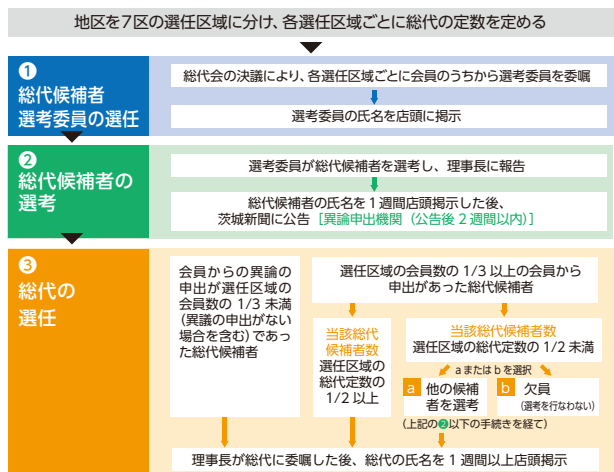 地区を7区の選任区域に分け、各選任区域ごとに総代の定数を定める
❶
総代候補者
選考委員の選任
総代会の決議により、各選任区域ごとに会員のうちから選考委員を委嘱
選考委員の氏名を店頭に掲示
❷
総代候補者の
選考
選考委員が総代候補者を選考し、理事長に報告
総代候補者の氏名を1週間店頭掲示した後、
茨城新聞に公告［異論申出機関（公告後2週間以内）］
❸
総代の
選任
会員からの異論の
申出が選任区域の
会員数の1/3未満
（異議の申出がない
場合を含む）であ
った総代候補者
選任区域の会員数の1/3以上の会員から
申出があった総代候補者
当該総代
候補者数
選任区域の
総代定数の
1/2以上
当該総代候補者数
選任区域の総代定数の1/2未満
aまたはbを選択
a 他の候補
者を選考
b 欠員
（選考を行なわない）
（上記の❷以下の手続きを経て）
理事長が総代に委嘱した後、総代の氏名を1週間以上店頭掲示